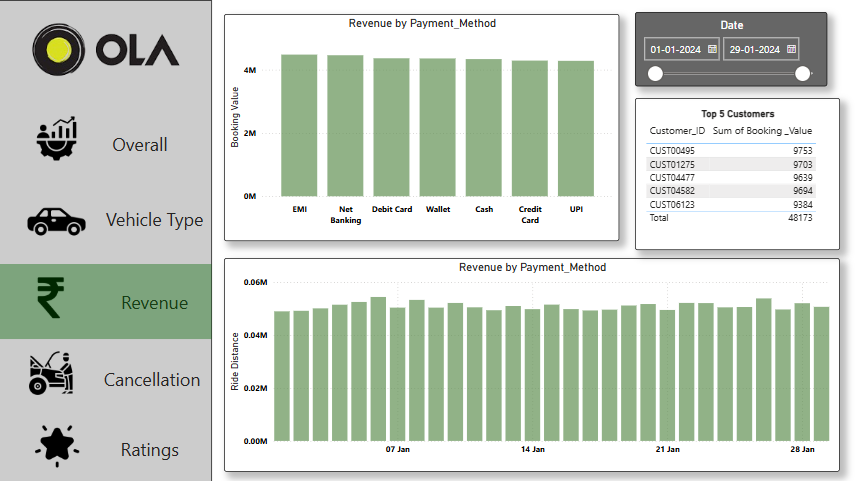 OLA
Overall
Vehicle Type
Revenue
Cancellation
Ratings
Revenue by Payment_Method
Booking Value
4M
2M
0M
EMI
Net
Banking
Debit Card
Wallet
Cash
Credit
Card
UPI
Date
01-01-2024
29-01-2024
Top 5 Customers
Customer_ID Sum of Booking _Value
CUST00495 9753
CUST01275 9703
CUST04477 9639
CUST04582 9694
CUST06123 9384
Total 48173
Revenue by Payment_Method
Ride Distance
0.06M
0.04M
0.02M
0.00M
07 Jan
14 Jan
21 Jan
28 Jan